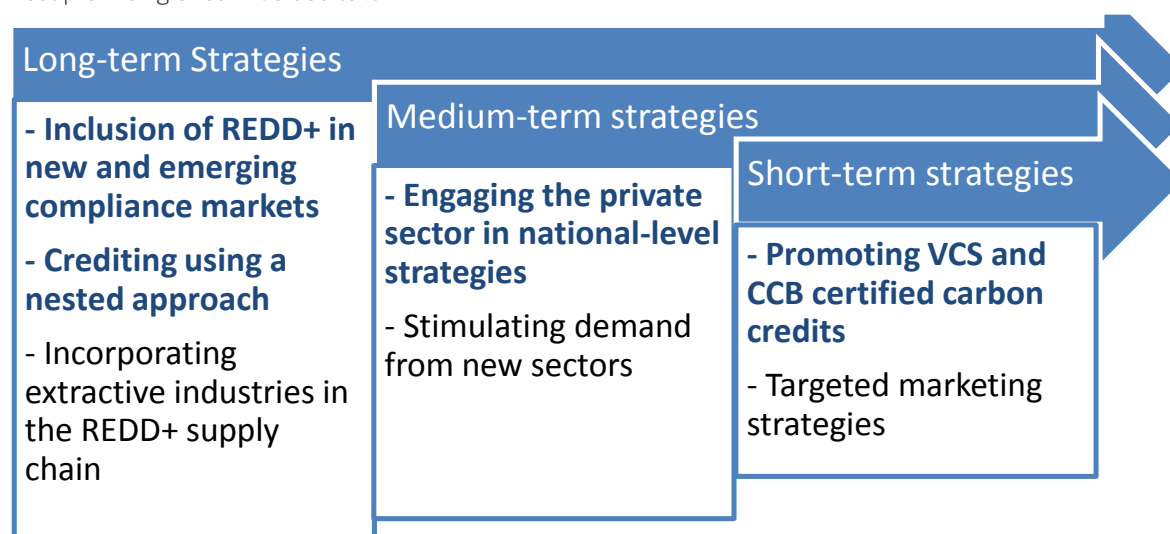 Long-term Strategies
- Inclusion of REDD+ in
new and emerging
compliance markets
- Crediting using a
nested approach
- Incorporating
extractive industries in
the REDD+ supply
chain
Medium-term strategies
- Engaging the private
sector in national-level
strategies
- Stimulating demand
from new sectors
Short-term strategies
- Promoting VCS and
CCB certified carbon
credits
- Targeted marketing
strategies